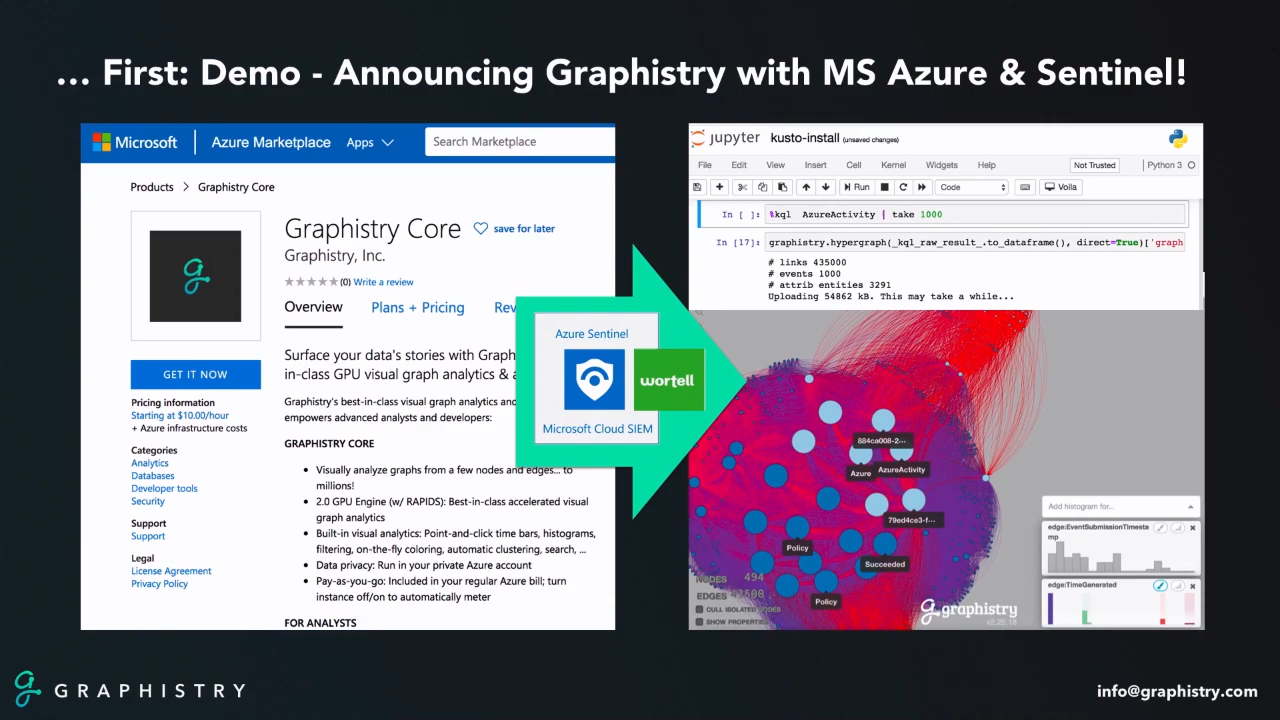 ... First: Demo - Announcing Graphistry with MS Azure & Sentinel!
Microsoft
Azure Marketplace
Apps
Search Marketplace
Products > Graphistry Core
Graphistry Core
save for later
Graphistry, Inc.
(0) Write a review
Overview
Plans + Pricing
Rev
GET IT NOW
Pricing information
Starting at $10.00/hour
+ Azure infrastructure costs
Categories
Analytics
Databases
Developer tools
Security
Support
Support
Legal
License Agreement
Privacy Policy
Surface your data's stories with Graph
in-class GPU visual graph analytics & a
Graphistry's best-in-class visual graph analytics and
empowers advanced analysts and developers:
GRAPHISTRY CORE
• Visually analyze graphs from a few nodes and edges... to
millions!
• 2.0 GPU Engine (w/ RAPIDS): Best-in-class accelerated visual
graph analytics
• Built-in visual analytics: Point-and-click time bars, histograms,
filtering, on-the-fly coloring, automatic clustering, search, ...
• Data privacy: Run in your private Azure account
• Pay-as-you-go: Included in your regular Azure bill; turn
instance off/on to automatically meter
FOR ANALYSTS
Azure Sentinel
wortell
Microsoft Cloud SIEM
jupyter kusto-install (unsaved changes)
File Edit View Insert Cell Kernel Widgets Help
Not Trusted
Python 3
Run
Code
Voila
In [ ]: %kql AzureActivity | take 1000
In [17]: graphistry.hypergraph(_kql_raw_result_.to_dataframe(), direct=True)['graph
# links 435000
# events 1000
# attrib entities 3291
Uploading 54862 kB. This may take a while...
884ca008-2···
Azure
AzureActivity
79ed4ce3-f···
Policy
Succeeded
Policy
NODES 494
EDGES
CULL ISOLATED NODES
SHOW PROPERTI
graphistry
v2.25.18
Add histogram for...
edge:EventSubmissionTimesta
mp
edge:TimeGenerated
GRAPHISTRY
info@graphistry.com